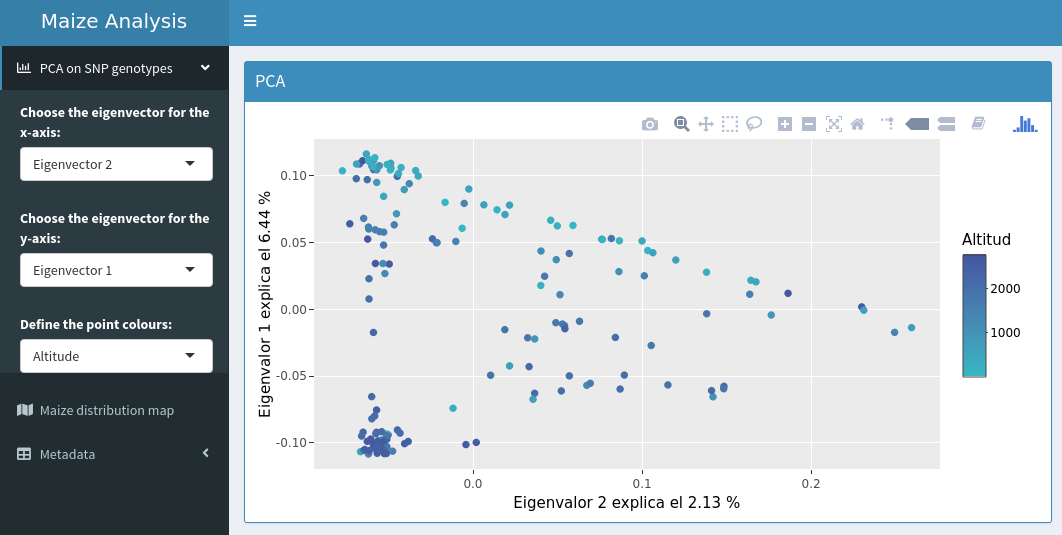 Maize Analysis
PCA on SNP genotypes
Choose the eigenvector for the
x-axis:
Eigenvector 2
Choose the eigenvector for the
y-axis:
Eigenvector 1
Define the point colours:
Altitude
Maize distribution map
Metadata
PCA
Eigenvalor 1 explica el 6.44 %
0.10
0.05
0.00
-0.05
-0.10
0.0
0.1
0.2
Eigenvalor 2 explica el 2.13 %
Altitud
2000
1000